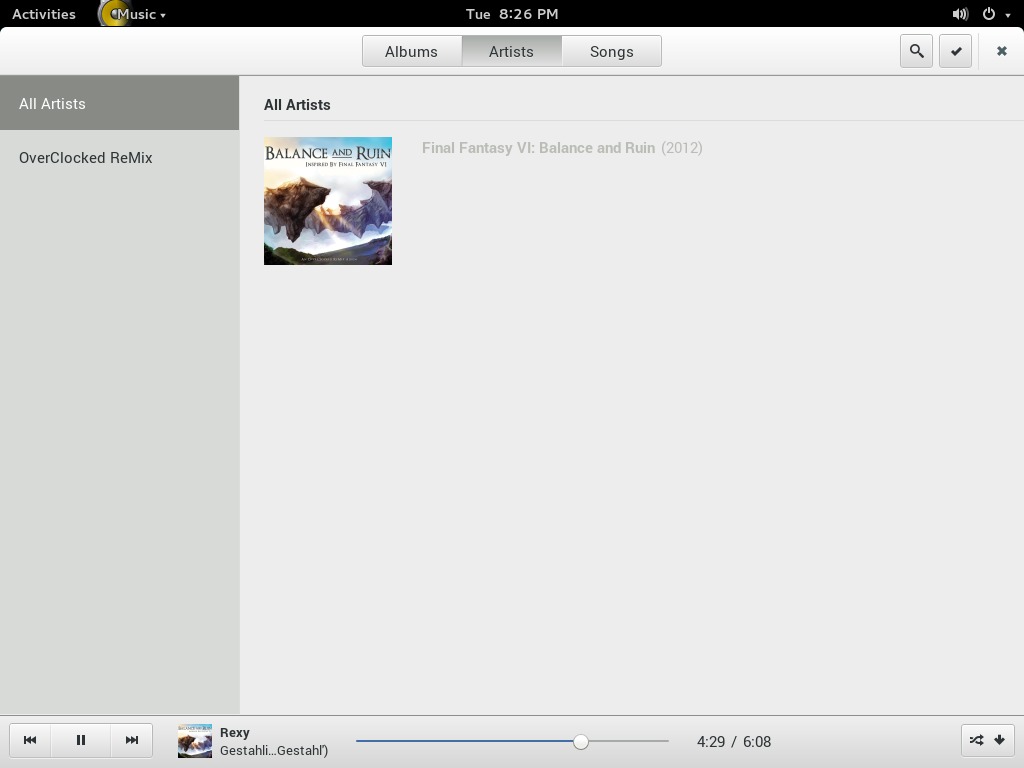 Activities Music Tue 8:26 PM
Albums Artists Songs
All Artists
OverClocked ReMix
All Artists
BALANCE AND RUIN
INSPIRED BY FINAL FANTASY VI
Final Fantasy VI: Balance and Ruin (2012)
Rexy
Gestahli...Gestahl')
4:29 / 6:08